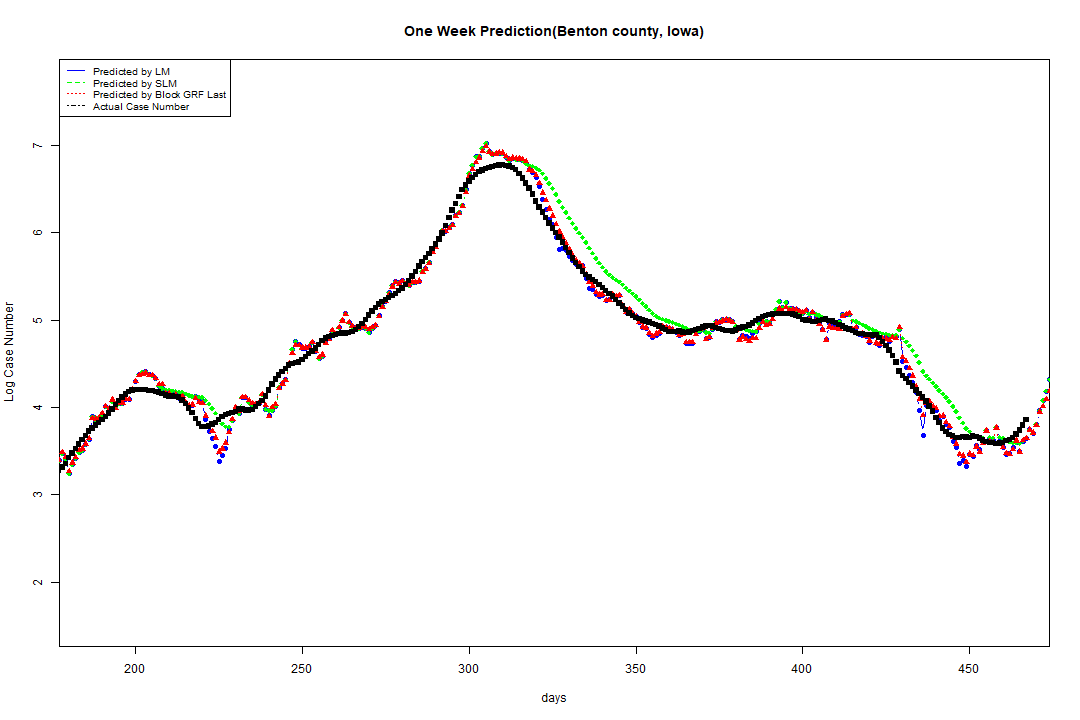 One Week Prediction(Benton county, Iowa)
Predicted by LM
Predicted by SLM
Predicted by Block GRF Last
Actual Case Number
7
6
5
4
3
2
Log Case Number
200 250 300 350 400 450
days